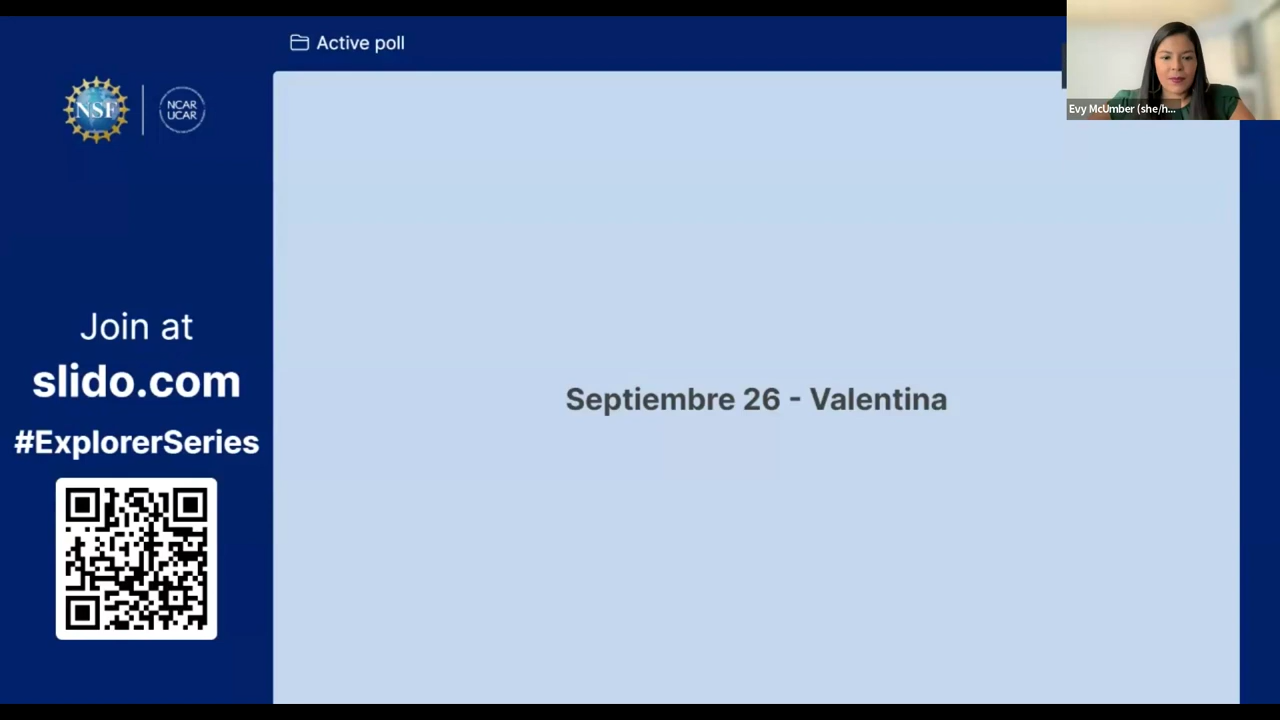 Active poll
NSF
NCAR
UCAR
Evy McUmber (she/h...
Join at
slido.com
#ExplorerSeries
Septiembre 26 - Valentina